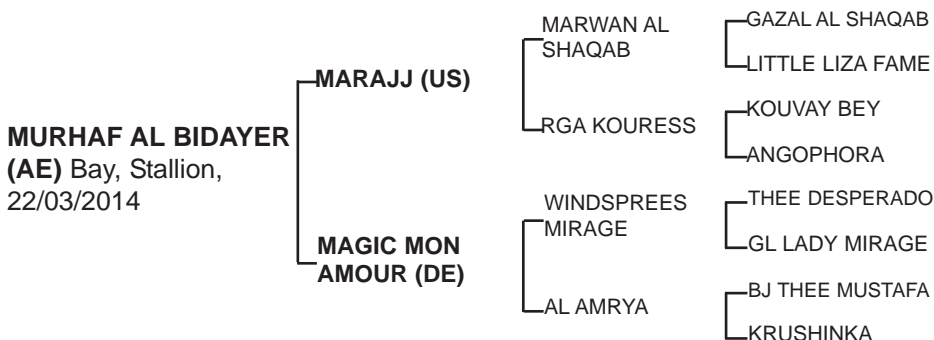 MURHAF AL BIDAYER
(AE) Bay, Stallion,
22/03/2014
MARAJJ (US)
MAGIC MON
AMOUR (DE)
MARWAN AL
SHAQAB
RGA KOURESS
WINDSPREES
MIRAGE
AL AMRYA
GAZAL AL SHAQAB
LITTLE LIZA FAME
KOUVAY BEY
ANGOPHORA
THEE DESPERADO
GL LADY MIRAGE
BJ THEE MUSTAFA
KRUSHINKA